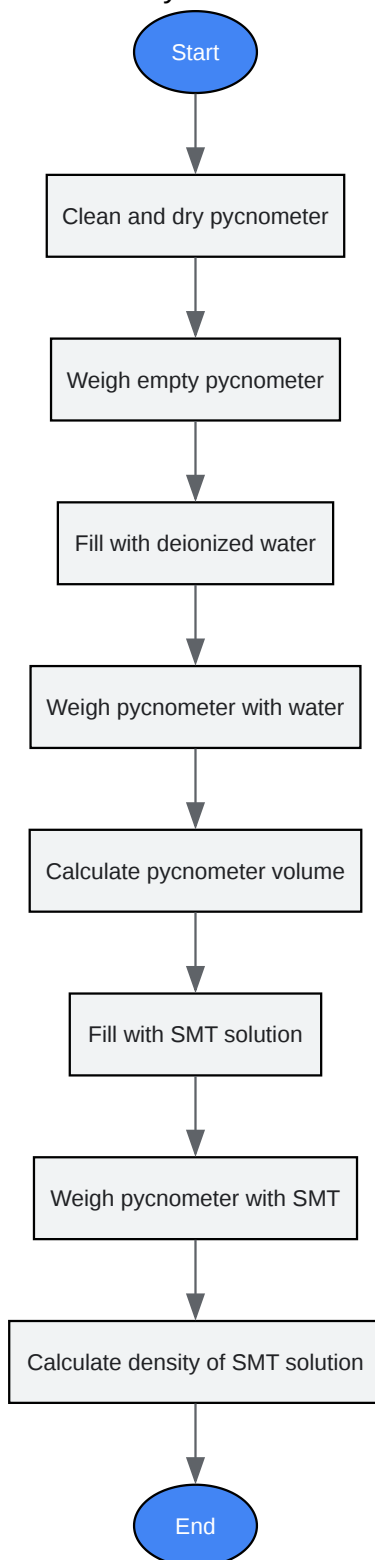 Start
Clean and dry pycnometer
Weigh empty pycnometer
Fill with deionized water
Weigh pycnometer with water
Calculate pycnometer volume
Fill with SMT solution
Weigh pycnometer with SMT
Calculate density of SMT solution
End